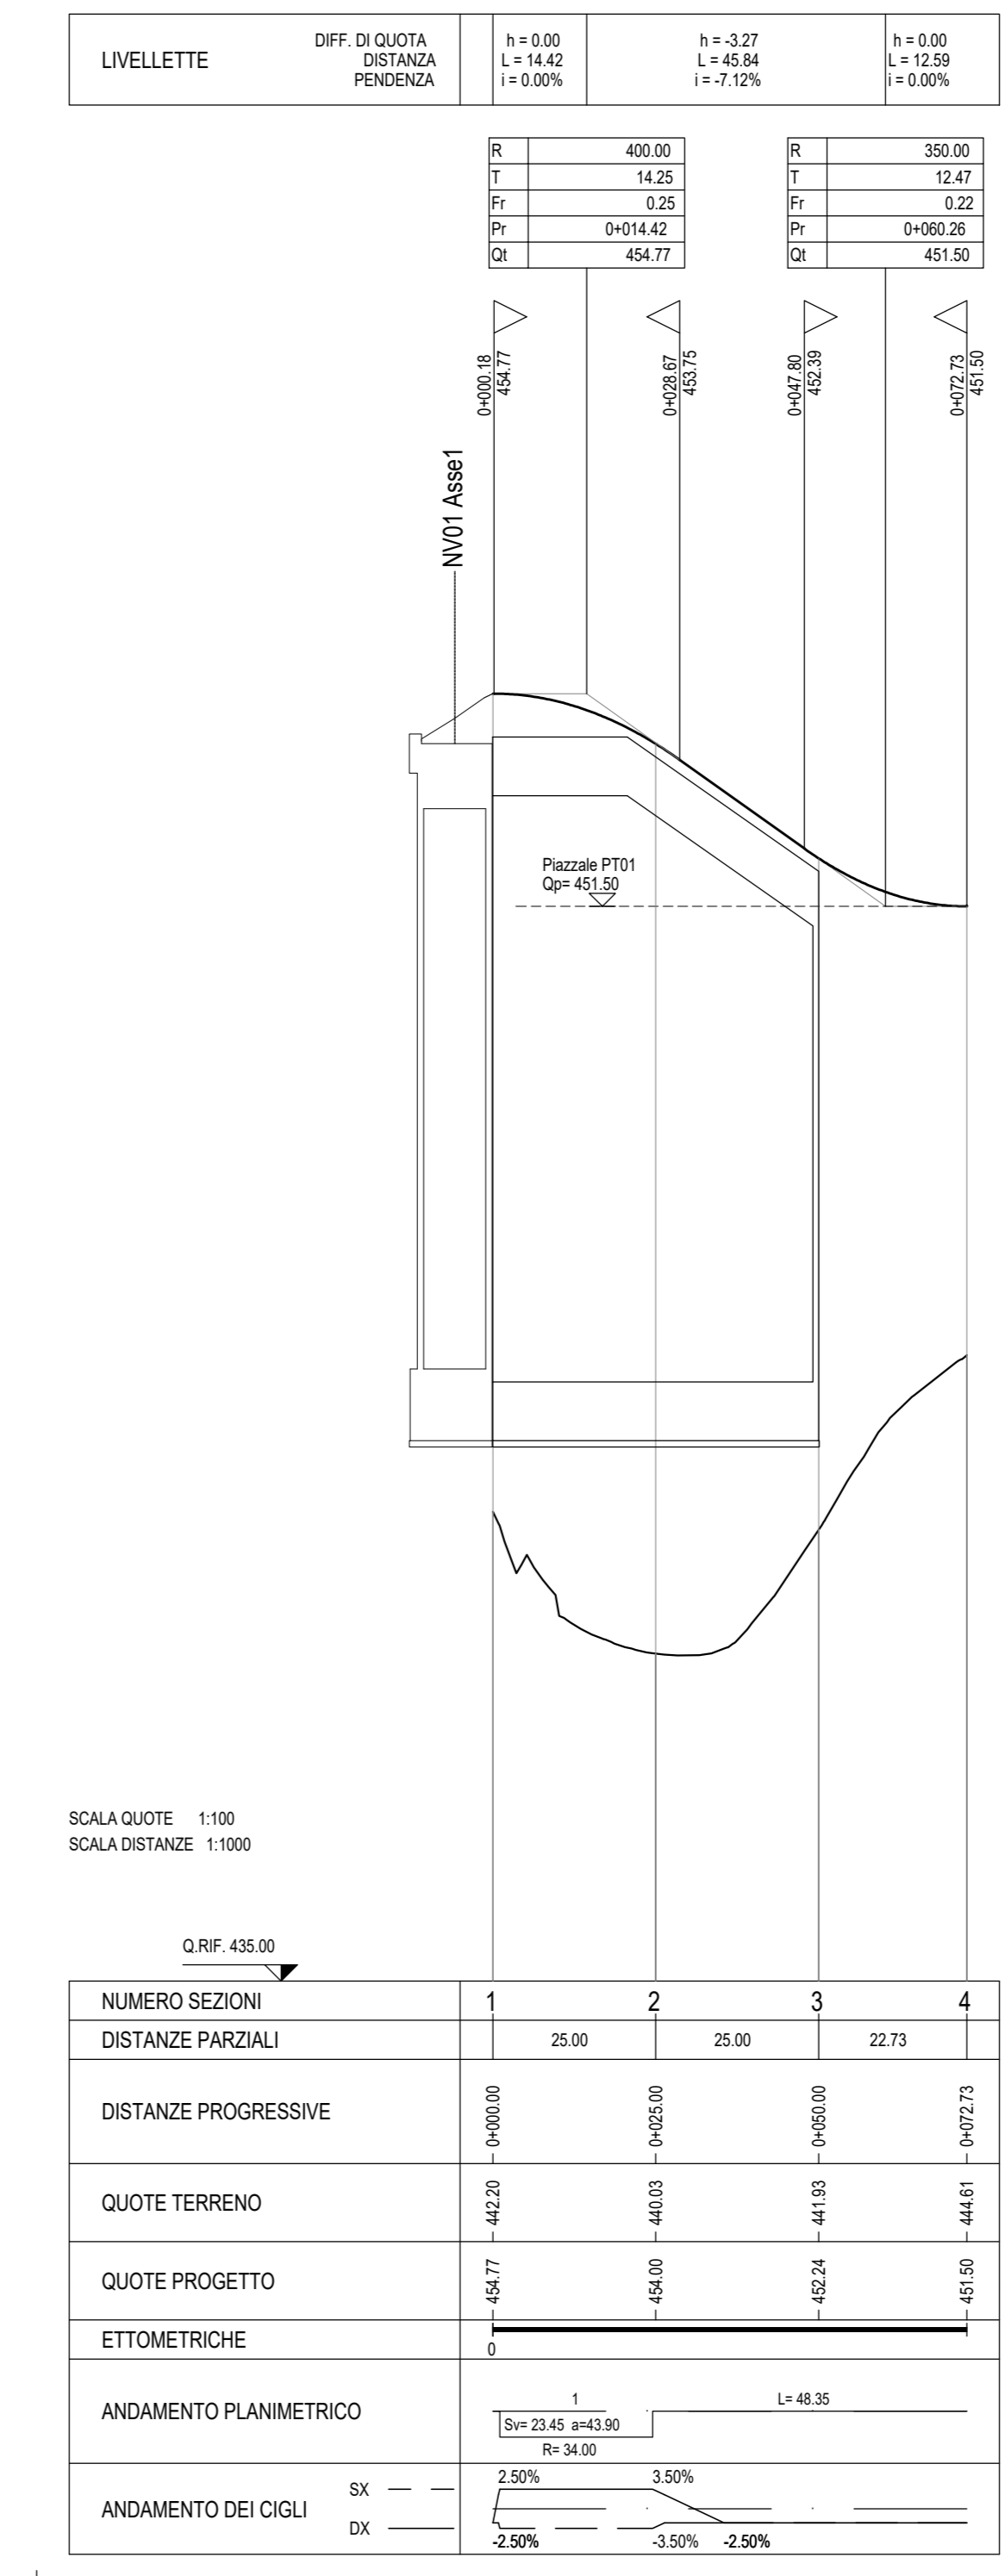 LIVELLETTE
DIFF. DI QUOTA
DISTANZA
PENDENZA
h = 0.00
L = 14.42
i = 0.00%
h = -3.27
L = 45.84
i = -7.12%
h = 0.00
L = 12.59
i = 0.00%
R 400.00
T 14.25
Fr 0.25
Pr 0+014.42
Qt 454.77
R 350.00
T 12.47
Fr 0.22
Pr 0+060.26
Qt 451.50
0+000.18
454.77
0+028.67
453.75
0+047.80
452.39
0+072.73
451.50
NV01 Asse1
Piazzale PT01
Qp= 451.50
SCALA QUOTE 1:100
SCALA DISTANZE 1:1000
Q.RIF. 435.00
NUMERO SEZIONI 1 2 3 4
DISTANZE PARZIALI 25.00 25.00 22.73
DISTANZE PROGRESSIVE 0+000.00 0+025.00 0+050.00 0+072.73
QUOTE TERRENO 442.20 440.03 441.93 444.61
QUOTE PROGETTO 454.77 454.00 452.24 451.50
ETTOMETRICHE 0
ANDAMENTO PLANIMETRICO
1
L= 48.35
Sv= 23.45 a=43.90
R= 34.00
ANDAMENTO DEI CIGLI
SX
DX
2.50% 3.50%
-2.50% -3.50% -2.50%